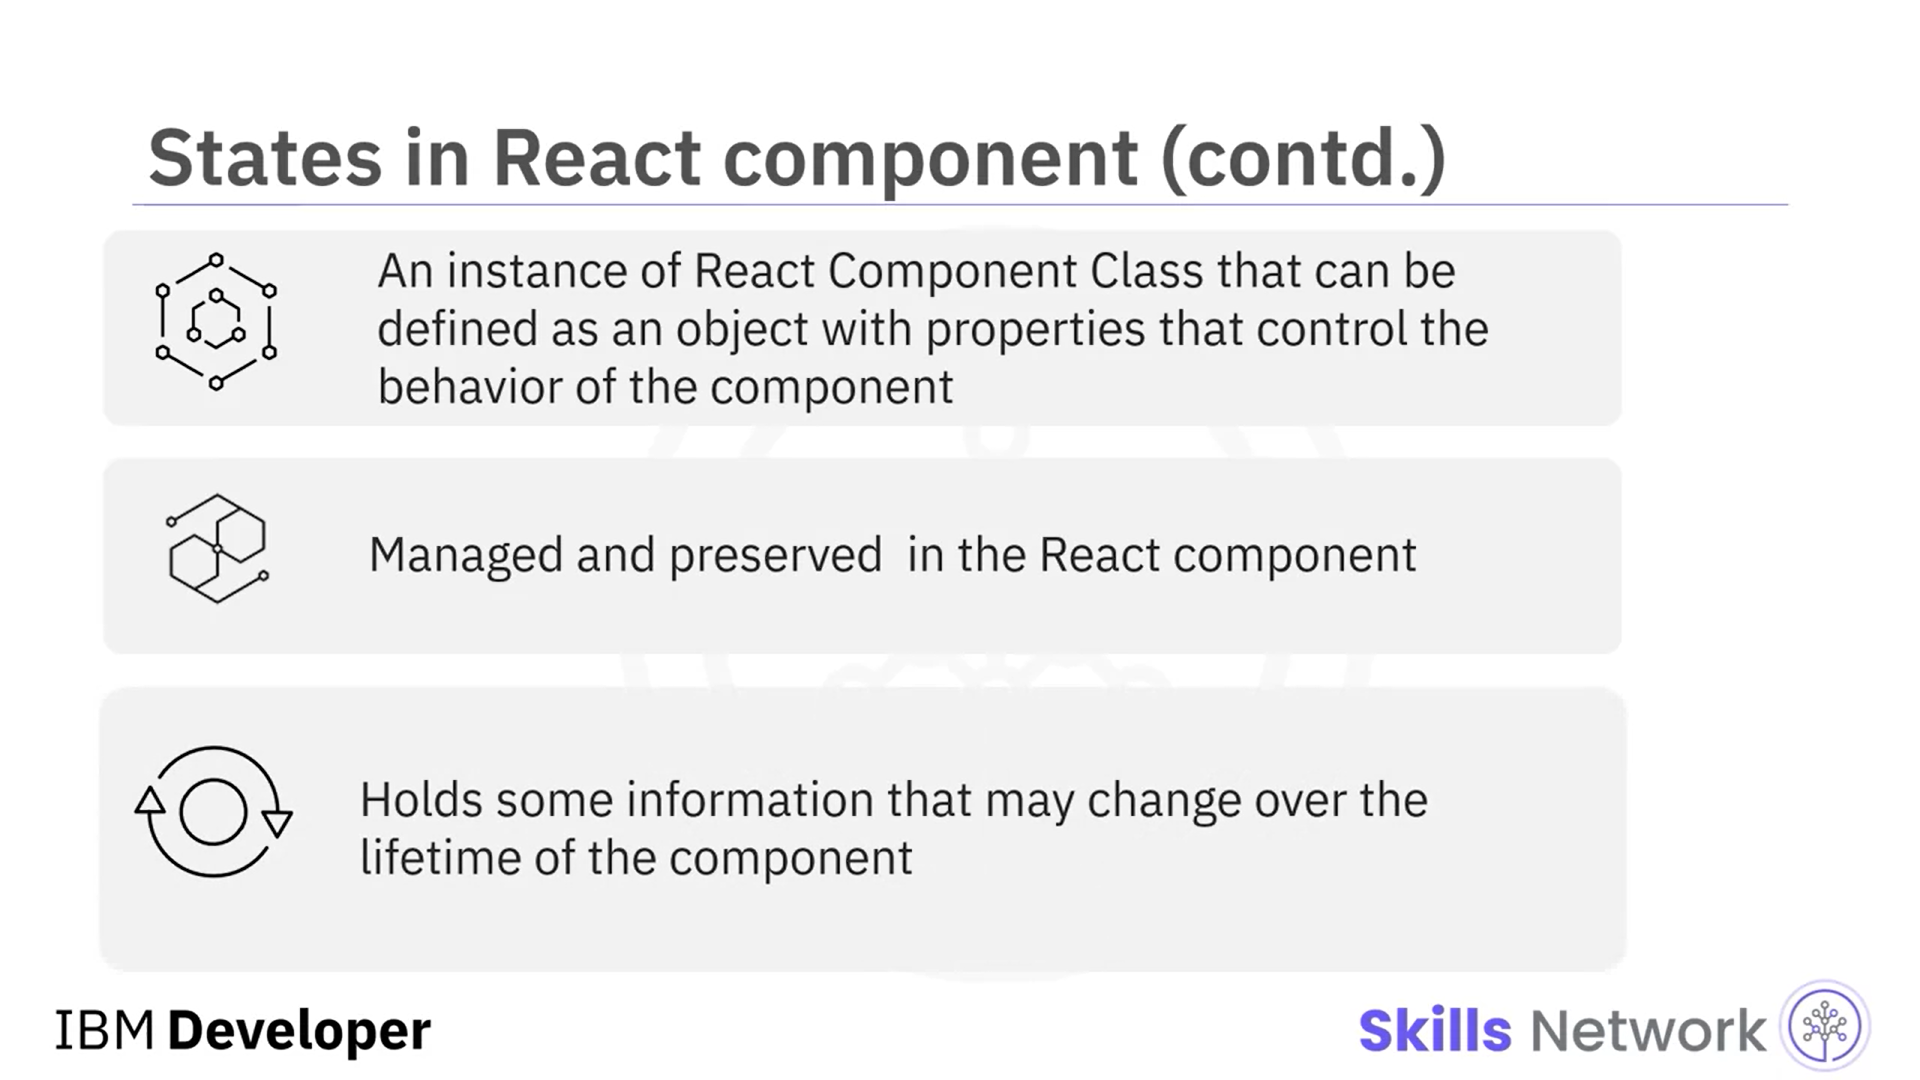 States in React component (contd.)
An instance of React Component Class that can be
defined as an object with properties that control the
behavior of the component
Managed and preserved  in the React component
Holds some information that may change over the
lifetime of the component
IBM Developer
Skills Network